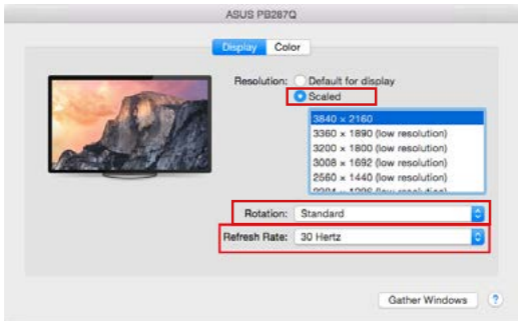 ASUS PB287Q
Display Color
Resolution: Default for display
Scaled
3840 × 2160
3360 × 1890 (low resolution)
3200 × 1800 (low resolution)
3008 × 1692 (low resolution)
2560 × 1440 (low resolution)
Rotation: Standard
Refresh Rate: 30 Hertz
Gather Windows ?